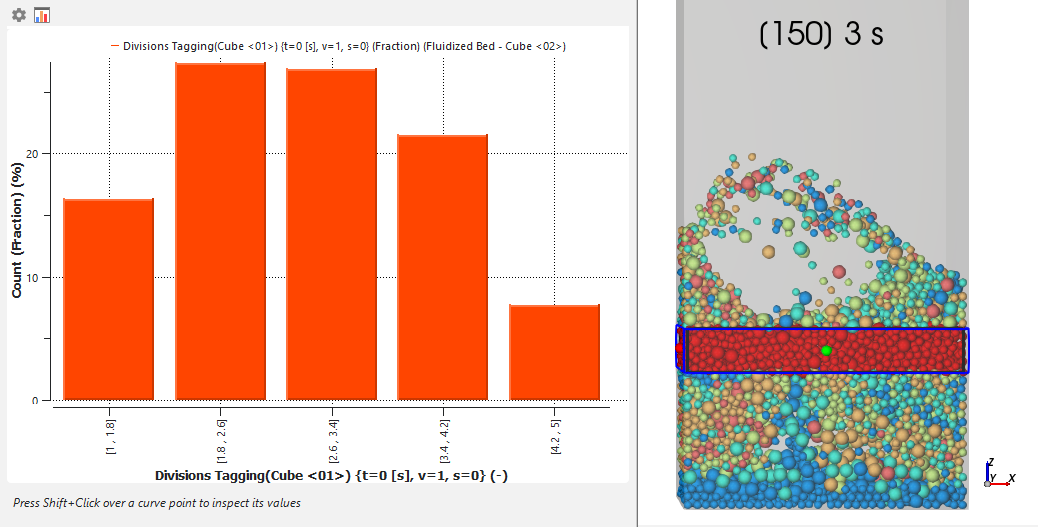 Divisions Tagging(Cube <01>) {t=0 [s], v=1, s=0} (Fraction) (Fluidized Bed - Cube <02>)
(150) 3 s
Count (Fraction) (%)
20
10
0
[1 , 1.8]
[1.8 , 2.6]
[2.6 , 3.4]
[3.4 , 4.2]
[4.2 , 5]
Divisions Tagging(Cube <01>) {t=0 [s], v=1, s=0} (-)
Press Shift+Click over a curve point to inspect its values
Z
Y
X